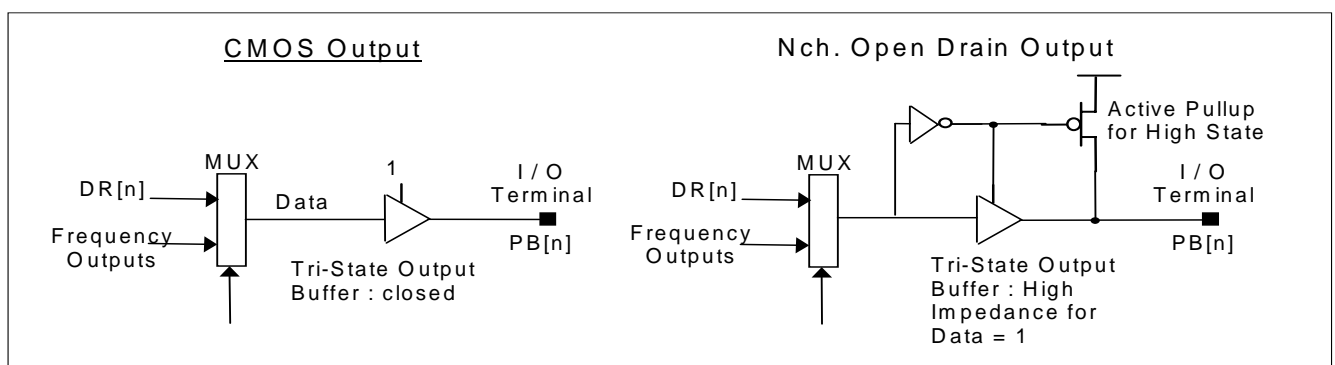 CMOS Output
MUX
1
I / O
Terminal
DR[n]
Data
Frequency
Outputs
PB[n]
Tri-State Output
Buffer : closed
Nch. Open Drain Output
Active Pullup
for High State
MUX
I / O
Terminal
DR[n]
Frequency
Outputs
PB[n]
Tri-State Output
Buffer : High
Impedance for
Data = 1